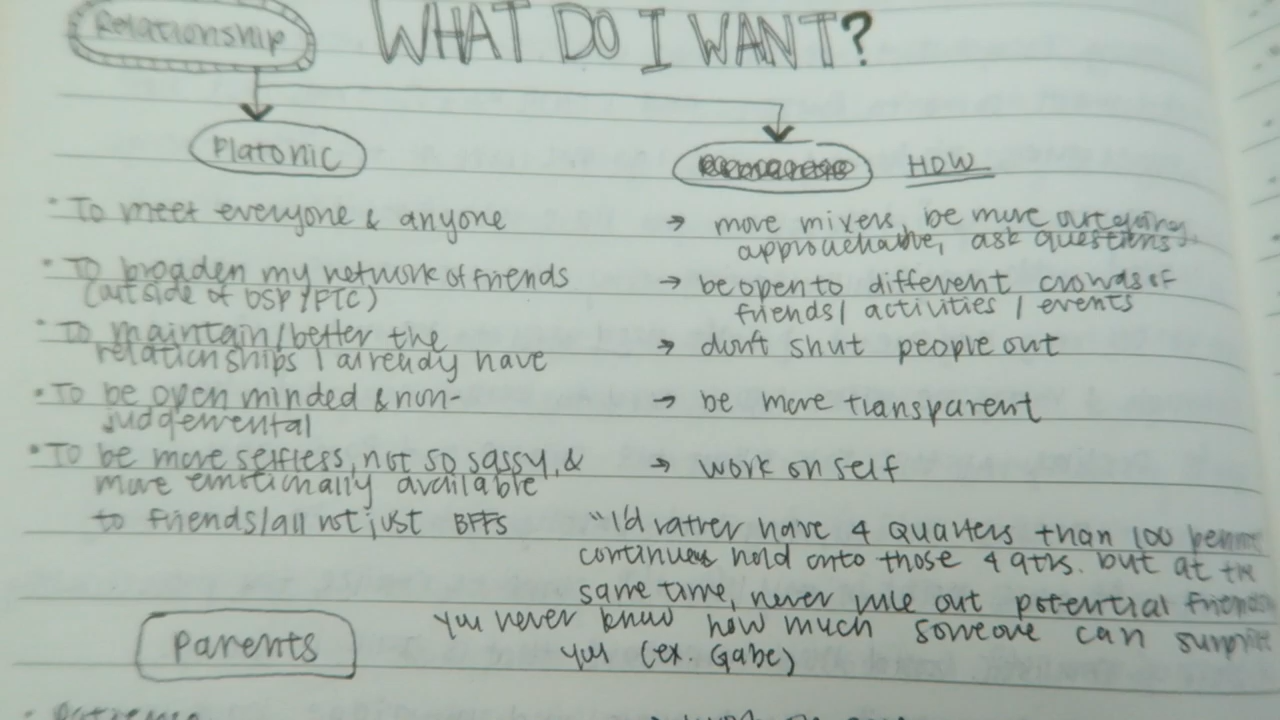 Relationship
WHAT DO I WANT?
Platonic
HOW
• To meet everyone & anyone
→ more mixers, be more outgoing,
approachable, ask questions
• To broaden my network of friends
(outside of DSP/PTC)
→ be open to different crowds of
friends/ activities / events
• To maintain/better the
relationships I already have
→ don't shut people out
• To be open minded & non-
judgemental
→ be more transparent
• To be more selfless, not so sassy, &
more emotionally available
to friends/all not just BFFS
→ work on self
"I'd rather have 4 Quarters than 100
continue hold onto those 4 qtrs. but at the
same time, never rule out potential friends
You never know how much someone can surprise
you (ex. Gabe)
Parents